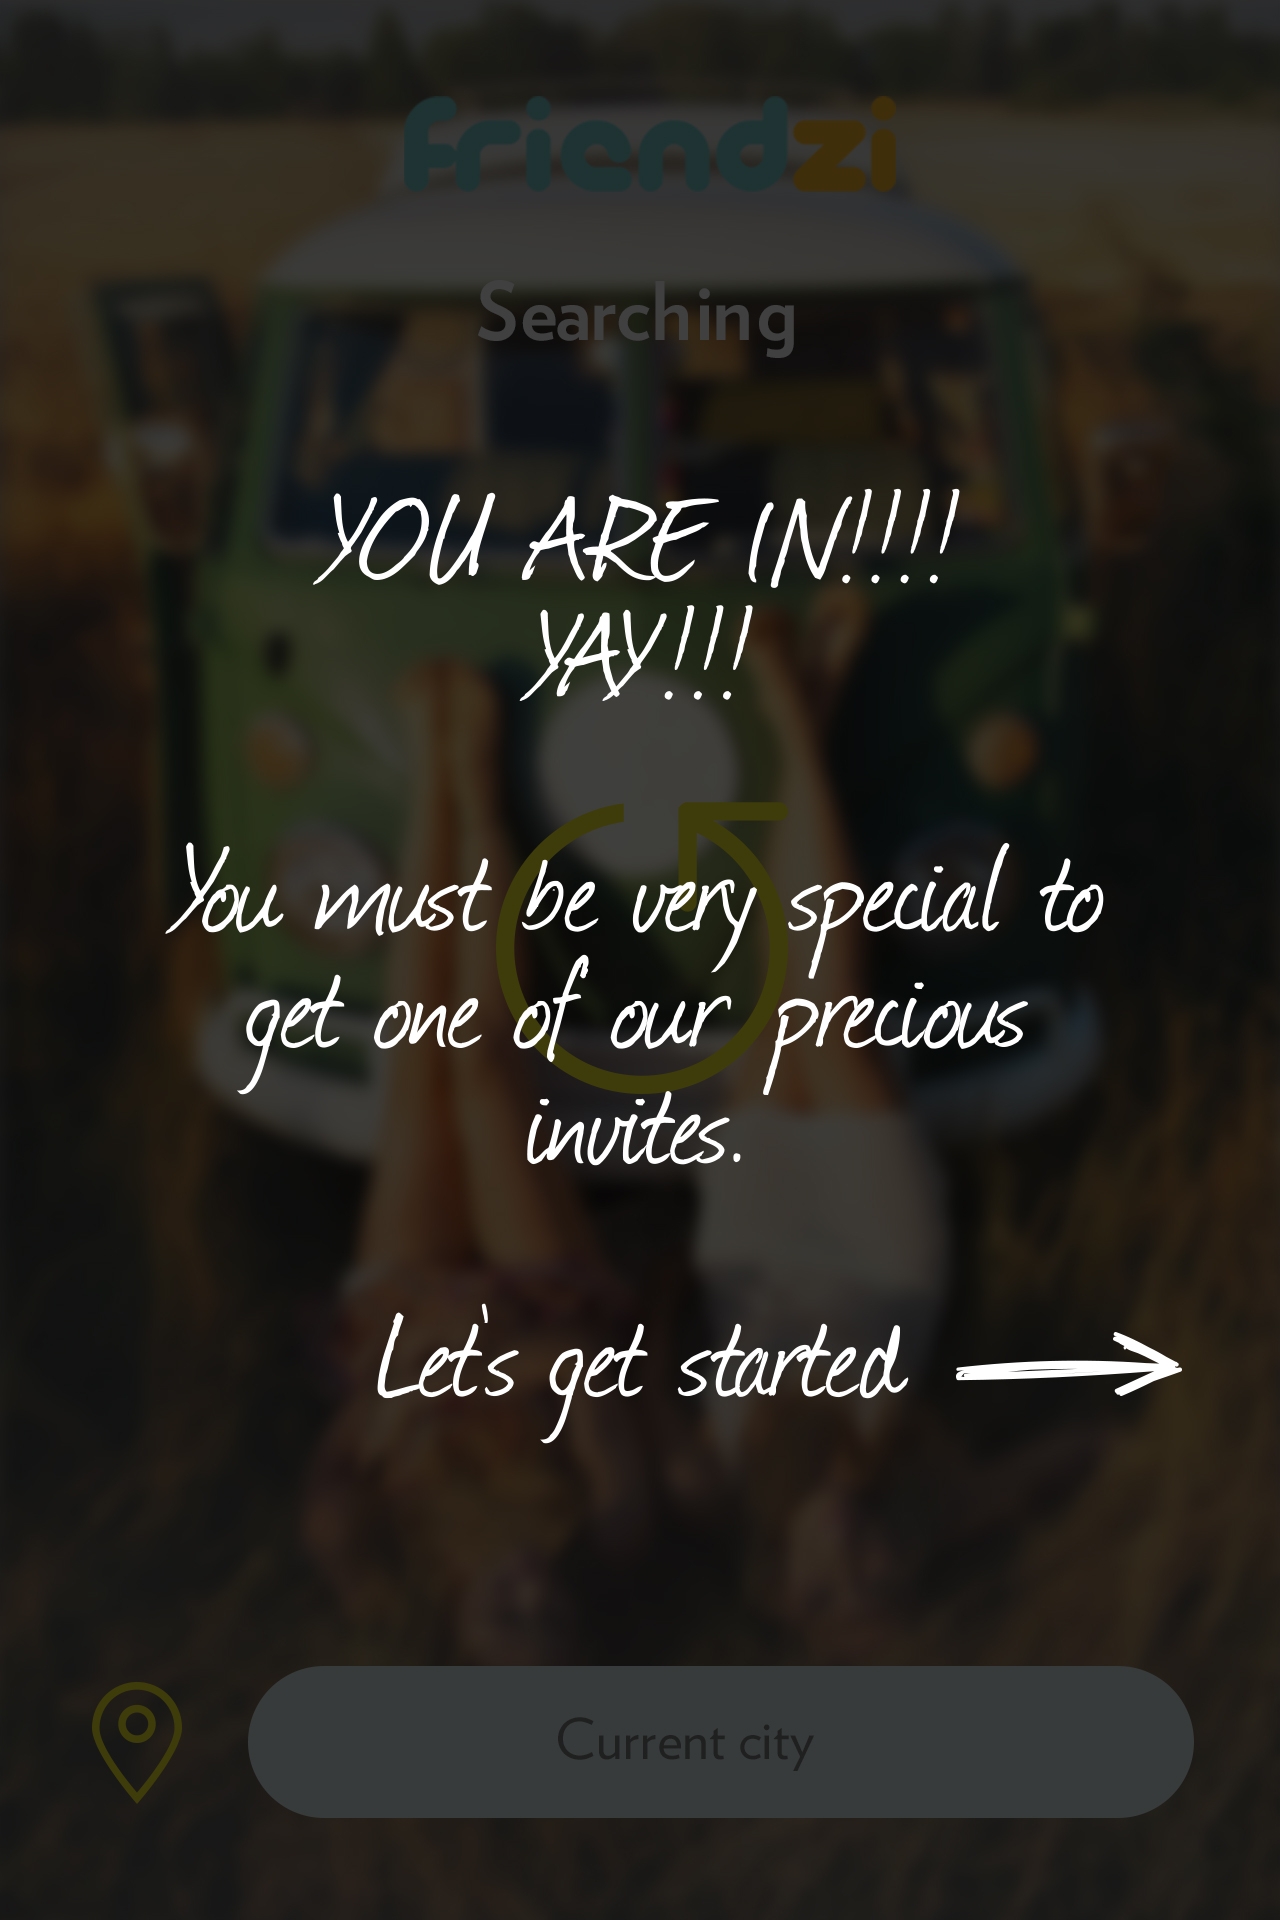 friendzi
Searching
YOU ARE IN!!!!
YAY!!!
You must be very special to
get one of our precious
invites.
Let's get started
Current city